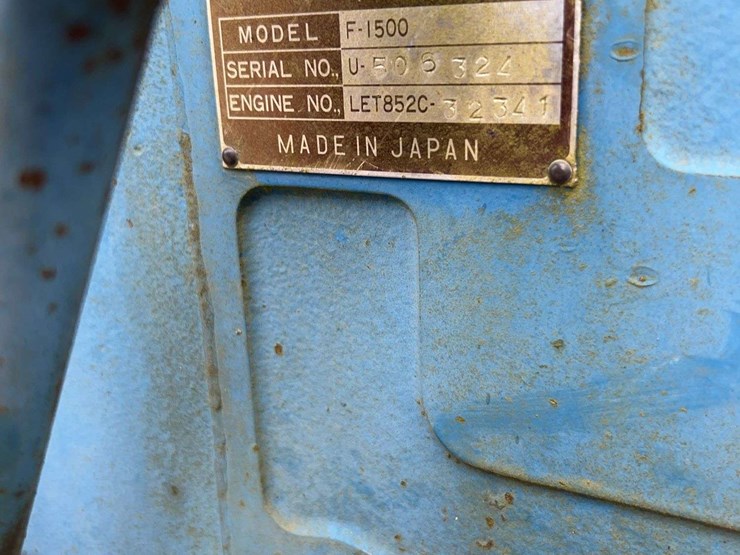 MODEL F-1500
SERIAL NO., U-506324
ENGINE NO., LET852C-32341
MADE IN JAPAN